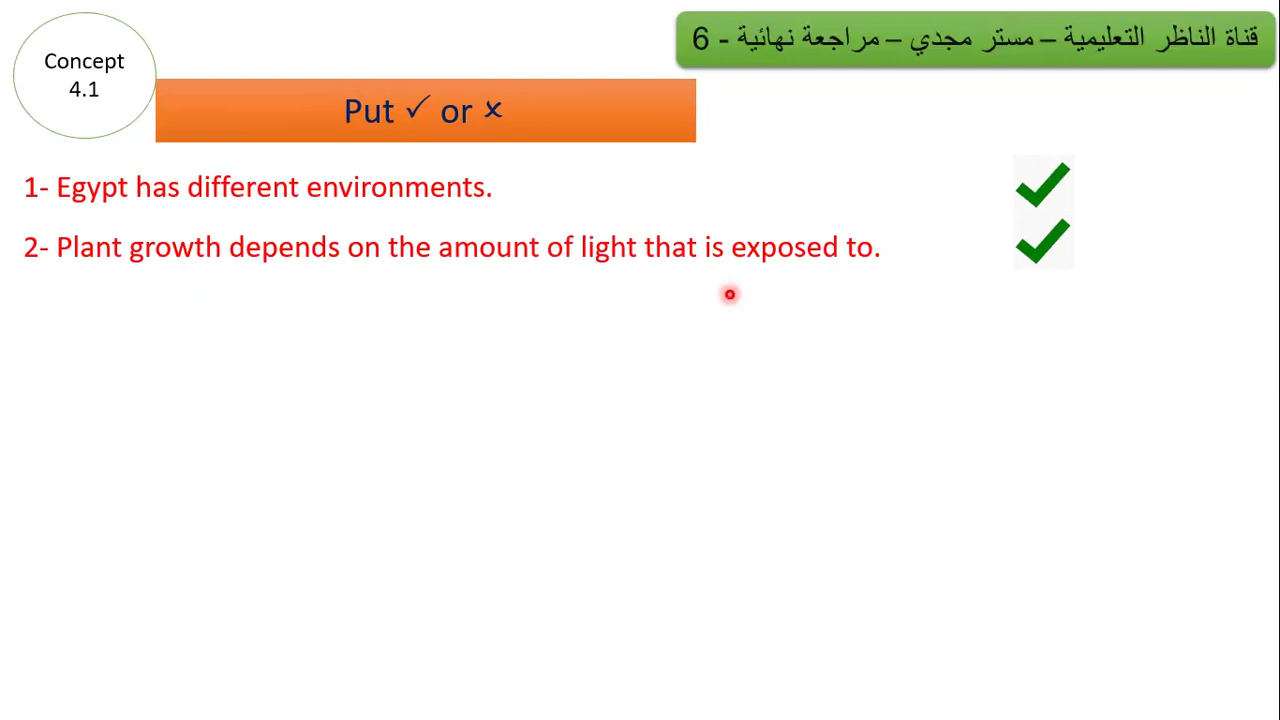 Concept
4.1
قناة الناظر التعليمية – مستر مجدي – مراجعة نهائية - 6
Put ✓ or ×
1- Egypt has different environments.
2- Plant growth depends on the amount of light that is exposed to.